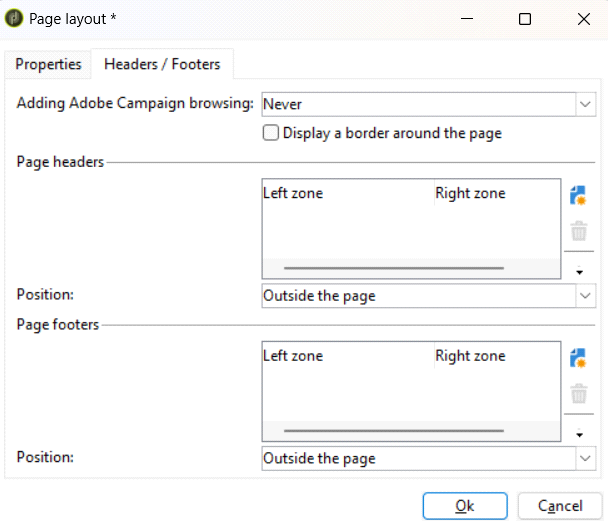 Page layout *
Properties Headers / Footers
Adding Adobe Campaign browsing: Never
Display a border around the page
Page headers
Left zone Right zone
Position: Outside the page
Page footers
Left zone Right zone
Position: Outside the page
Ok Cancel